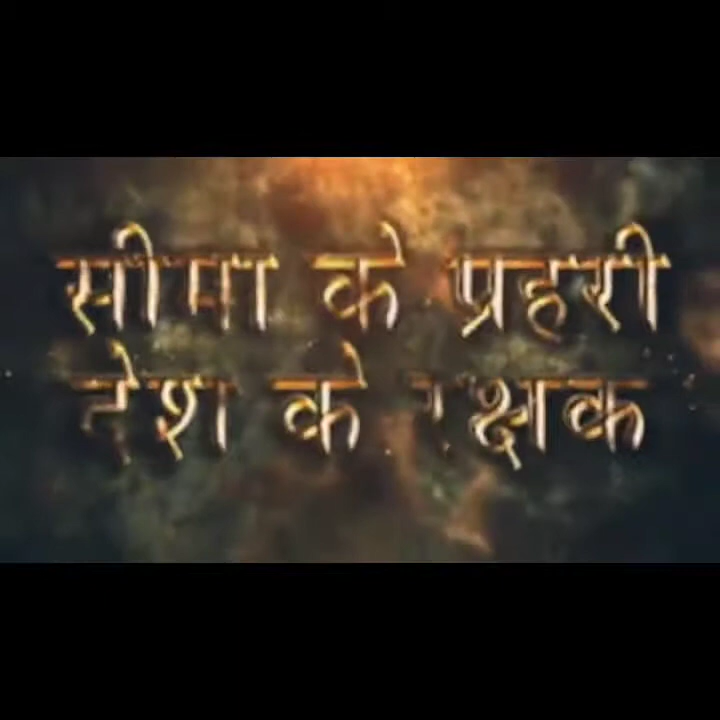 सीमा के प्रहरी
देश के रक्षक